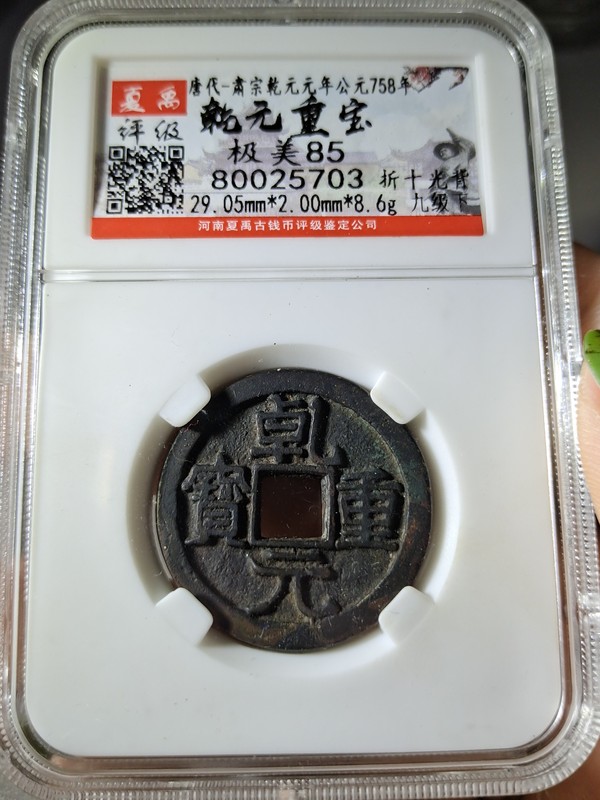 唐代-肃宗乾元元年公元758年
夏禹
评级
乾元重宝
极美85
80025703 折十光背
29.05mm*2.00mm*8.6g 九级下
河南夏禹古钱币评级鉴定公司
乾元重寶